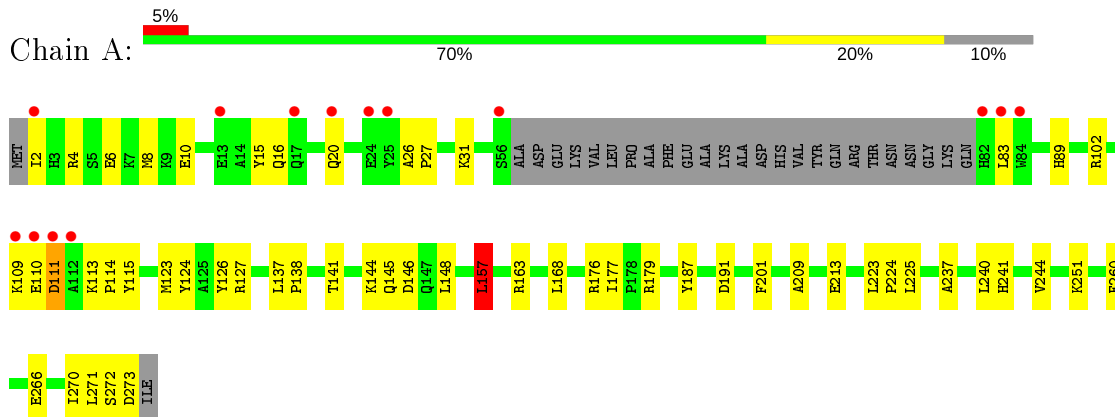 5%
Chain A:
70% 20% 10%
MET I2 H3 R4 S5 E6 K7 M8 K9 E10 E13 A14 Y15 Q16 Q17 Q20 E24 Y25 A26 P27 K31 S56 ALA ASP GLU LYS VAL LEU PRO ALA PHE GLU ALA LYS ALA ASP HIS VAL TYR GLN ARG THR ASN ASN GLY LYS GLN H82 L83 W84 H89 R102
K109 E110 D111 A112 K113 P114 Y115 M123 Y124 A125 Y126 R127 L137 P138 T141 K144 Q145 D146 Q147 L148 L157 R163 L168 R176 I177 P178 R179 Y187 D191 F201 A209 E213 L223 P224 L225 A237 L240 H241 V244 K251
E266 I270 L271 S272 D273 ILE